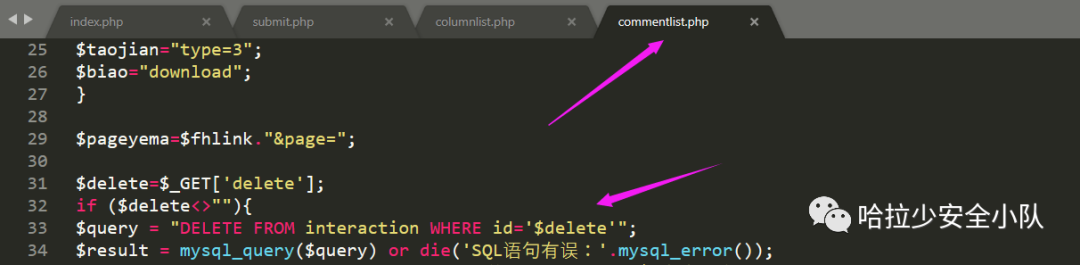 index.php × submit.php × columnlist.php × commentlist.php ×
25 $taojian="type=3";
26 $biao="download";
27 }
28
29 $pageyema=$fhlink."&page=";
30
31 $delete=$_GET['delete'];
32 if ($delete<>""){
33 $query = "DELETE FROM interaction WHERE id='$delete'";
34 $result = mysql_query($query) or die('SQL语句有误：'.mysql_error());
哈拉少安全小队